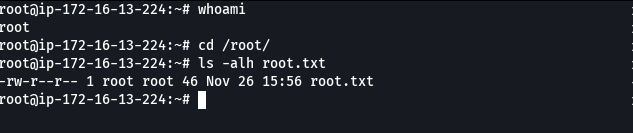 root@ip-172-16-13-224:~# whoami
root
root@ip-172-16-13-224:~# cd /root/
root@ip-172-16-13-224:~# ls -alh root.txt
-rw-r--r-- 1 root root 46 Nov 26 15:56 root.txt
root@ip-172-16-13-224:~#